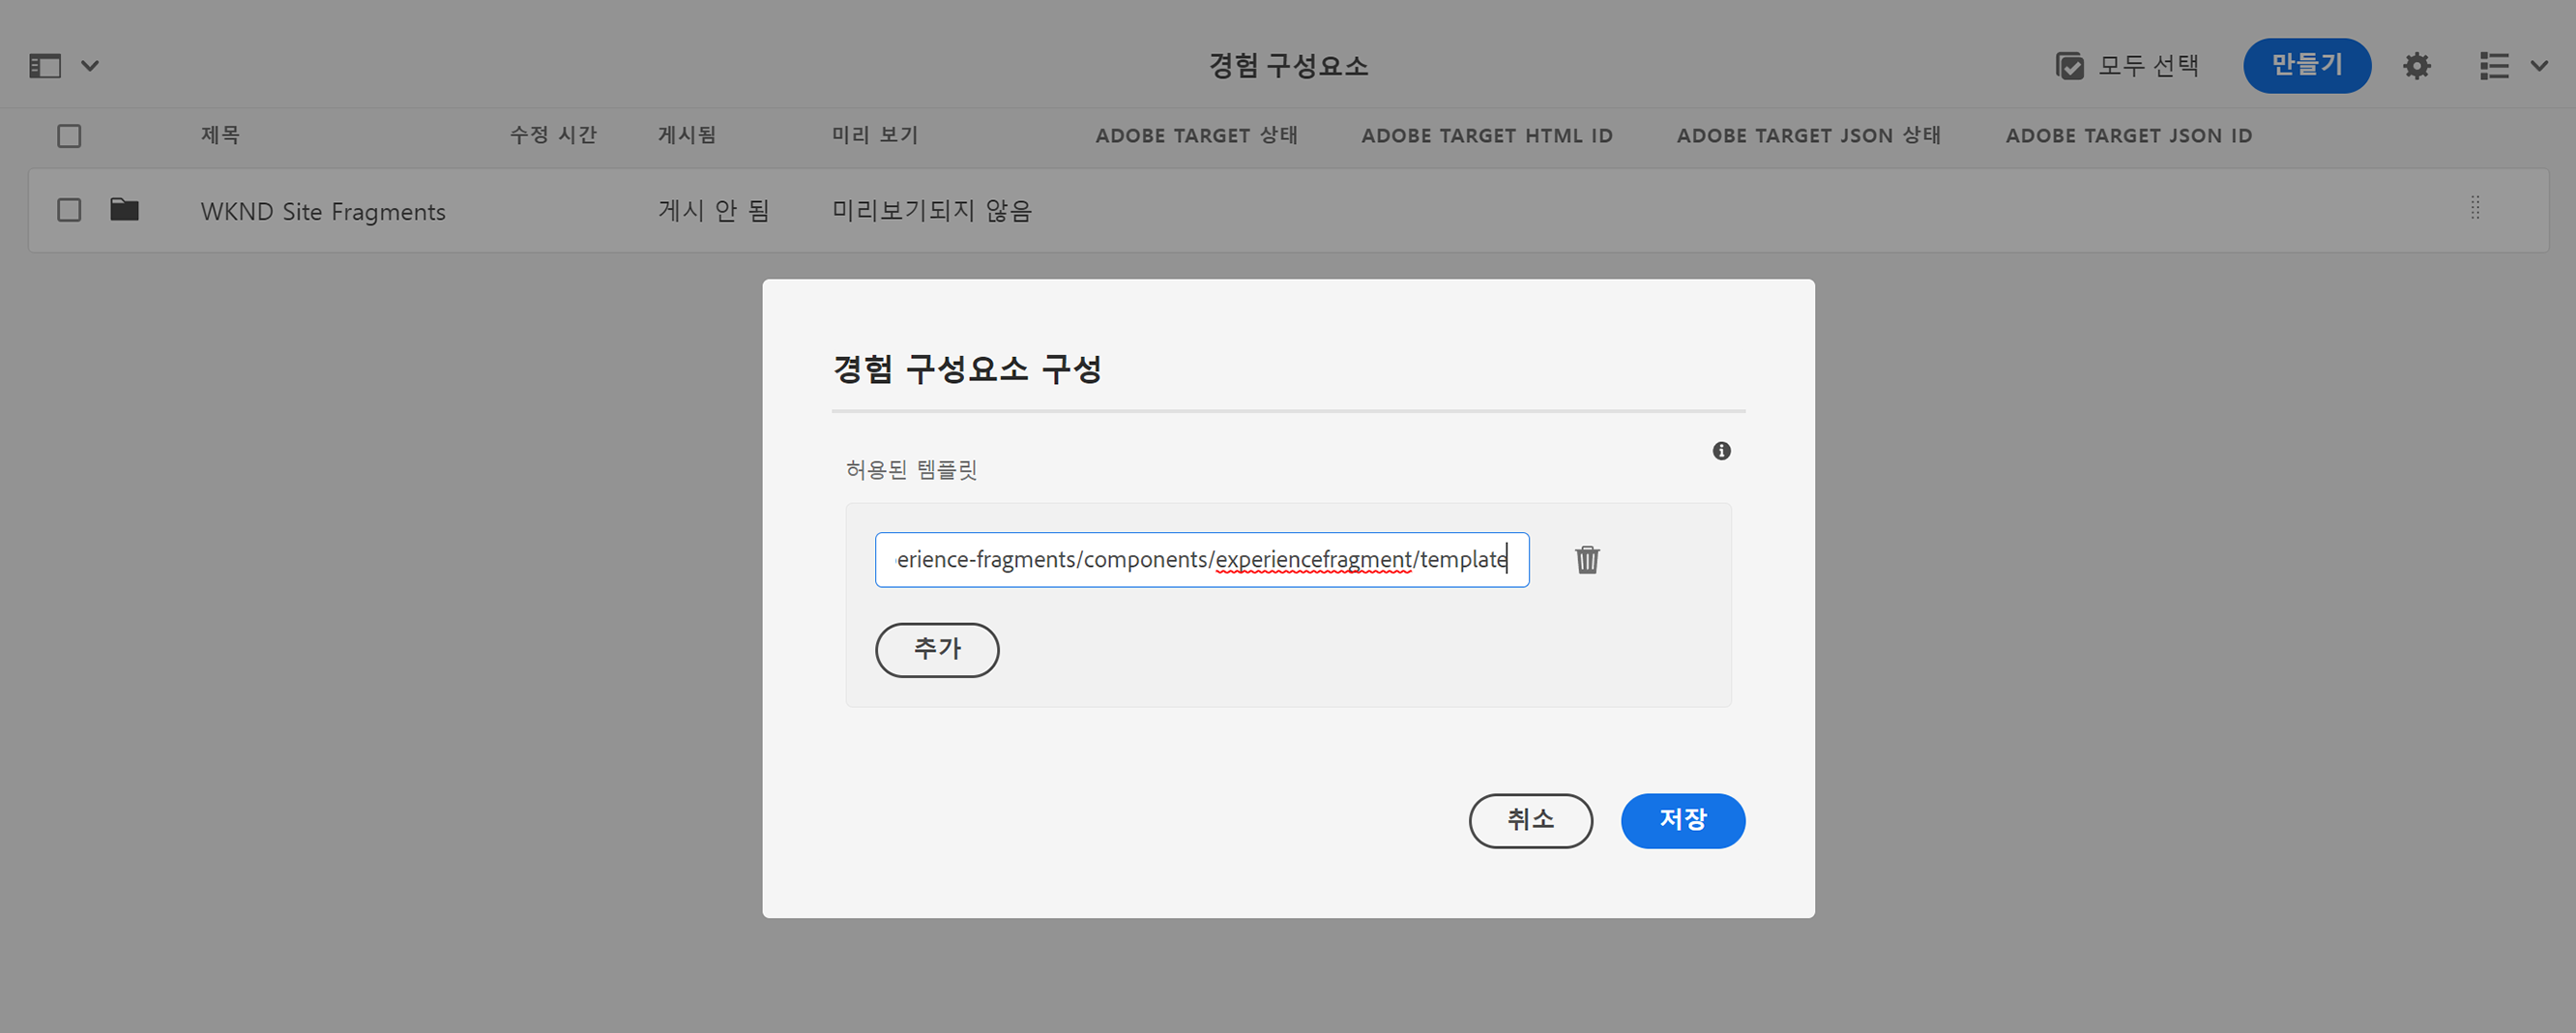 경험 구성요소
모두 선택
만들기
제목 수정 시간 게시됨 미리 보기 ADOBE TARGET 상태 ADOBE TARGET HTML ID ADOBE TARGET JSON 상태 ADOBE TARGET JSON ID
WKND Site Fragments 게시 안 됨 미리보기되지 않음
경험 구성요소 구성
허용된 템플릿
erience-fragments/components/experiencefragment/template
추가
취소 저장